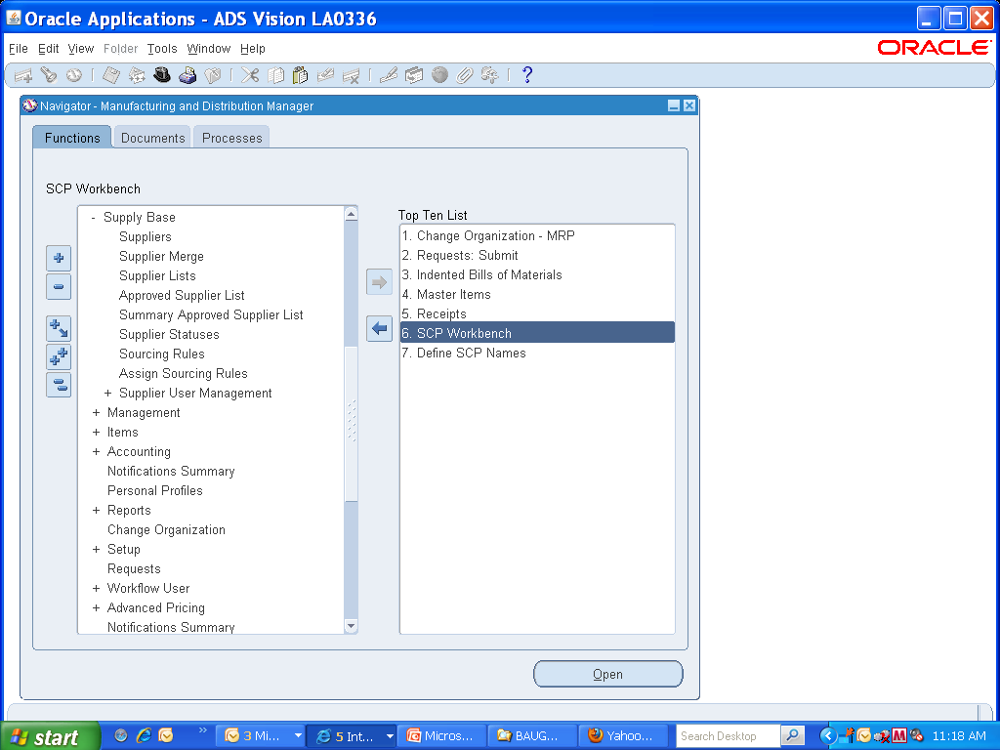 Oracle Applications - ADS Vision LA0336
File Edit View Folder Tools Window Help
ORACLE
?
Navigator - Manufacturing and Distribution Manager
Functions Documents Processes
SCP Workbench
- Supply Base
Suppliers
Supplier Merge
Supplier Lists
Approved Supplier List
Summary Approved Supplier List
Supplier Statuses
Sourcing Rules
Assign Sourcing Rules
+ Supplier User Management
+ Management
+ Items
+ Accounting
Notifications Summary
Personal Profiles
+ Reports
Change Organization
+ Setup
Requests
+ Workflow User
+ Advanced Pricing
Notifications Summary
Top Ten List
1. Change Organization - MRP
2. Requests: Submit
3. Indented Bills of Materials
4. Master Items
5. Receipts
6. SCP Workbench
7. Define SCP Names
Open
start » 3 Mi... 5 Int... Micros... BAUG... Yahoo... Search Desktop M 11:18 AM